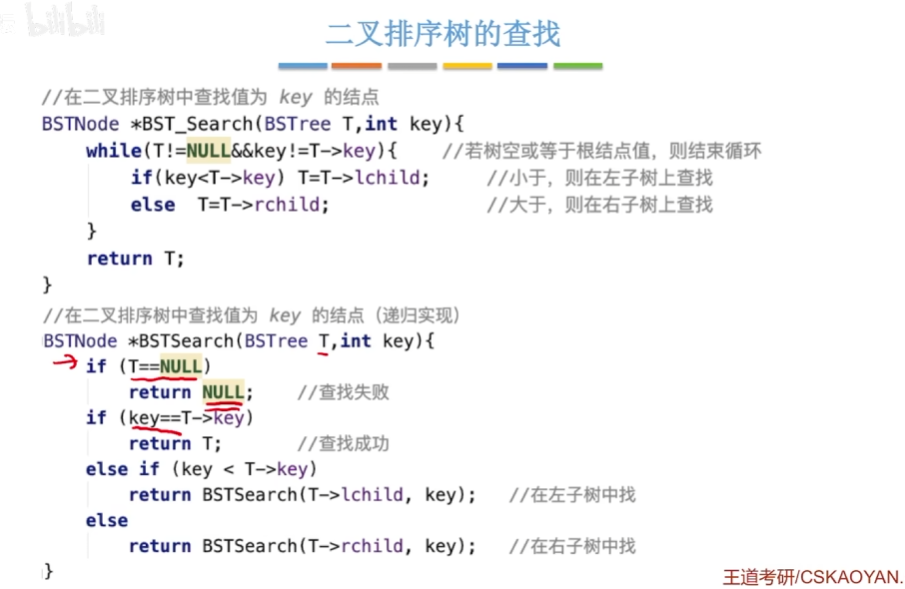 bilibili
二叉排序树的查找
//在二叉排序树中查找值为 key 的结点
BSTNode *BST_Search(BSTree T,int key){
while(T!=NULL&&key!=T->key){ //若树空或等于根结点值，则结束循环
if(key<T->key) T=T->lchild; //小于，则在左子树上查找
else T=T->rchild; //大于，则在右子树上查找
}
return T;
}
//在二叉排序树中查找值为 key 的结点（递归实现）
BSTNode *BSTSearch(BSTree T,int key){
if (T==NULL)
return NULL; //查找失败
if (key==T->key)
return T; //查找成功
else if (key < T->key)
return BSTSearch(T->lchild, key); //在左子树中找
else
return BSTSearch(T->rchild, key); //在右子树中找
}
王道考研/CSKAOYAN.